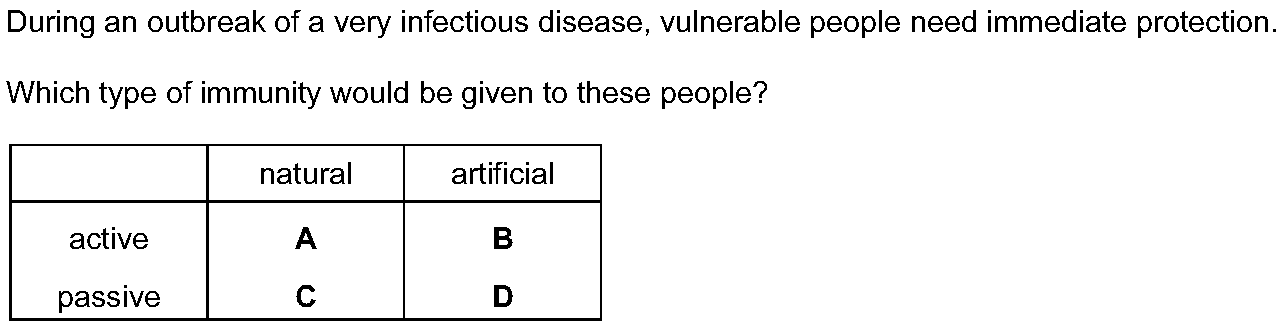 During an outbreak of a very infectious disease, vulnerable people need immediate protection.
Which type of immunity would be given to these people?
natural artificial
active A B
passive C D